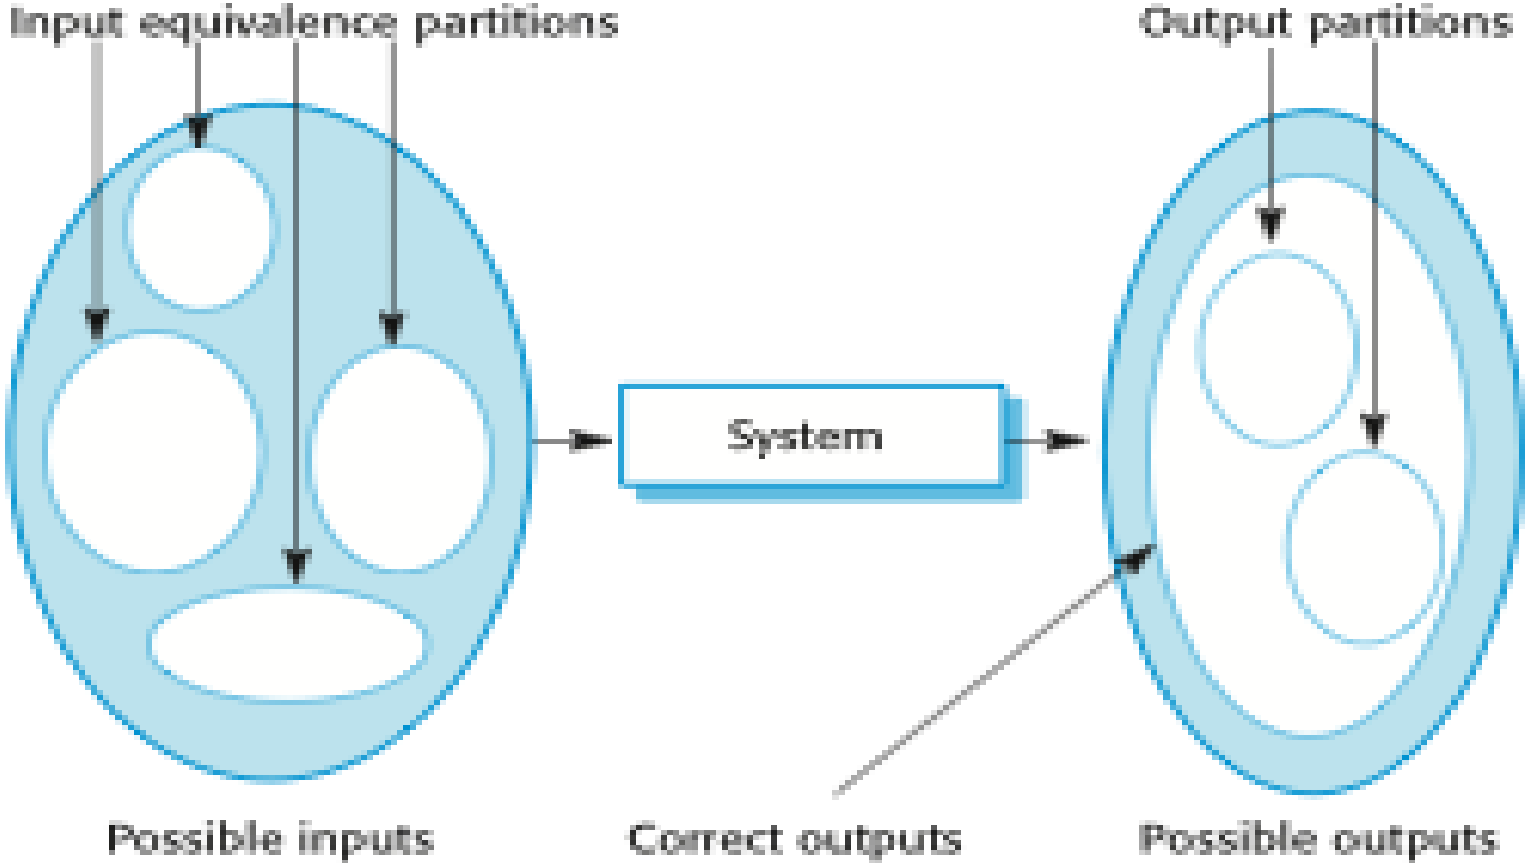 Input equivalence partitions
Output partitions
System
Possible inputs
Correct outputs
Possible outputs